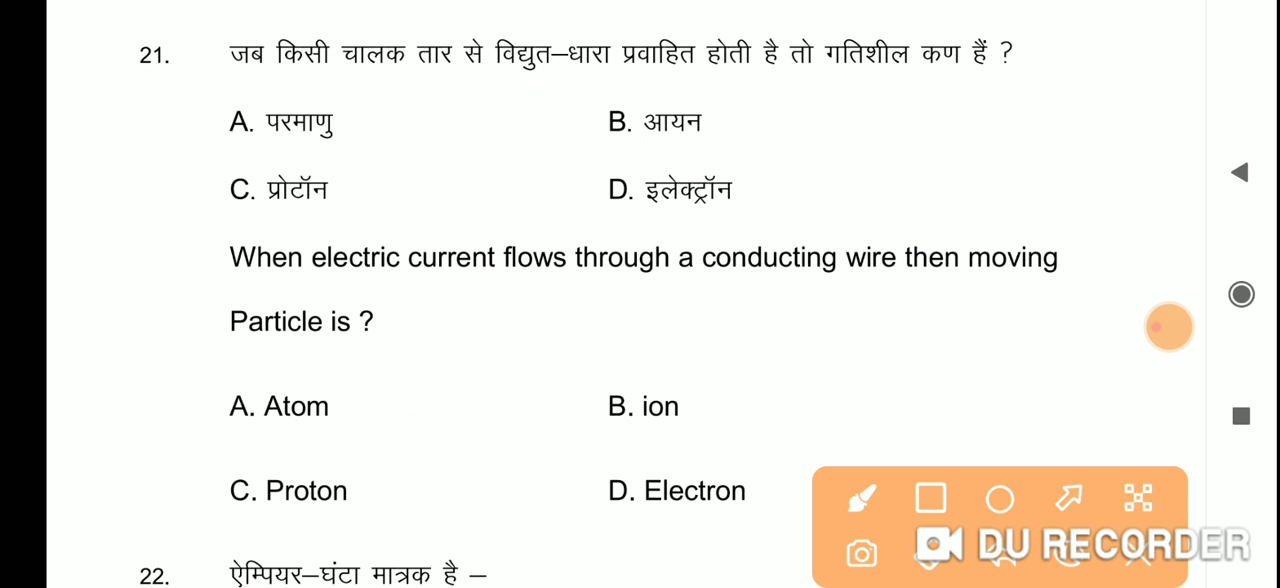 21. जब किसी चालक तार से विद्युत–धारा प्रवाहित होती है तो गतिशील कण हैं ?
A. परमाणु B. आयन
C. प्रोटॉन D. इलेक्ट्रॉन
When electric current flows through a conducting wire then moving
Particle is ?
A. Atom B. ion
C. Proton D. Electron
DU RECORDER
22. ऐम्पियर–घंटा मात्रक है –